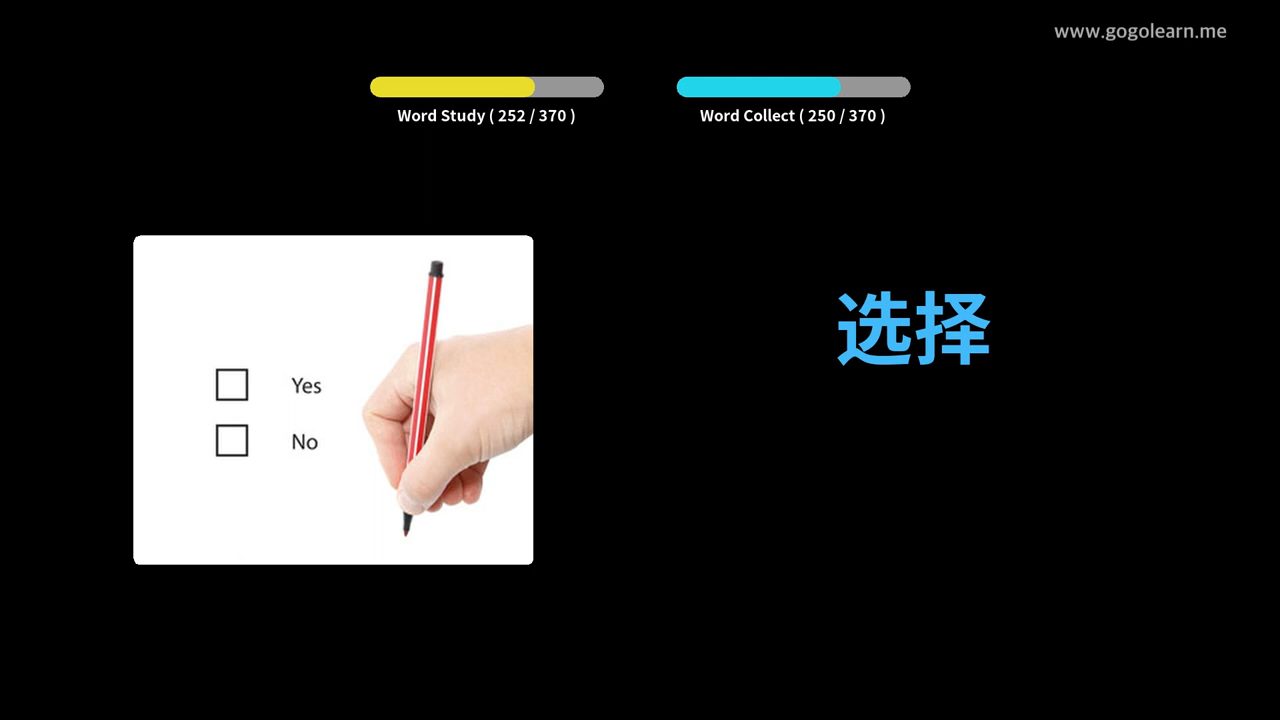 www.gogolearn.me
Word Study ( 252 / 370 )
Word Collect ( 250 / 370 )
Yes
No
选择